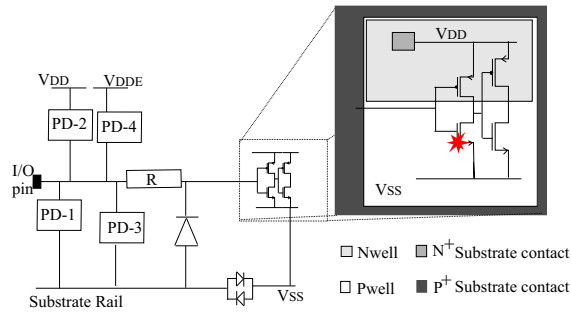 VDD
VDD
VDDE
PD-2
PD-4
I/O
pin
R
PD-1
PD-3
VSS
VSS
Substrate Rail
Nwell
N+ Substrate contact
Pwell
P+ Substrate contact